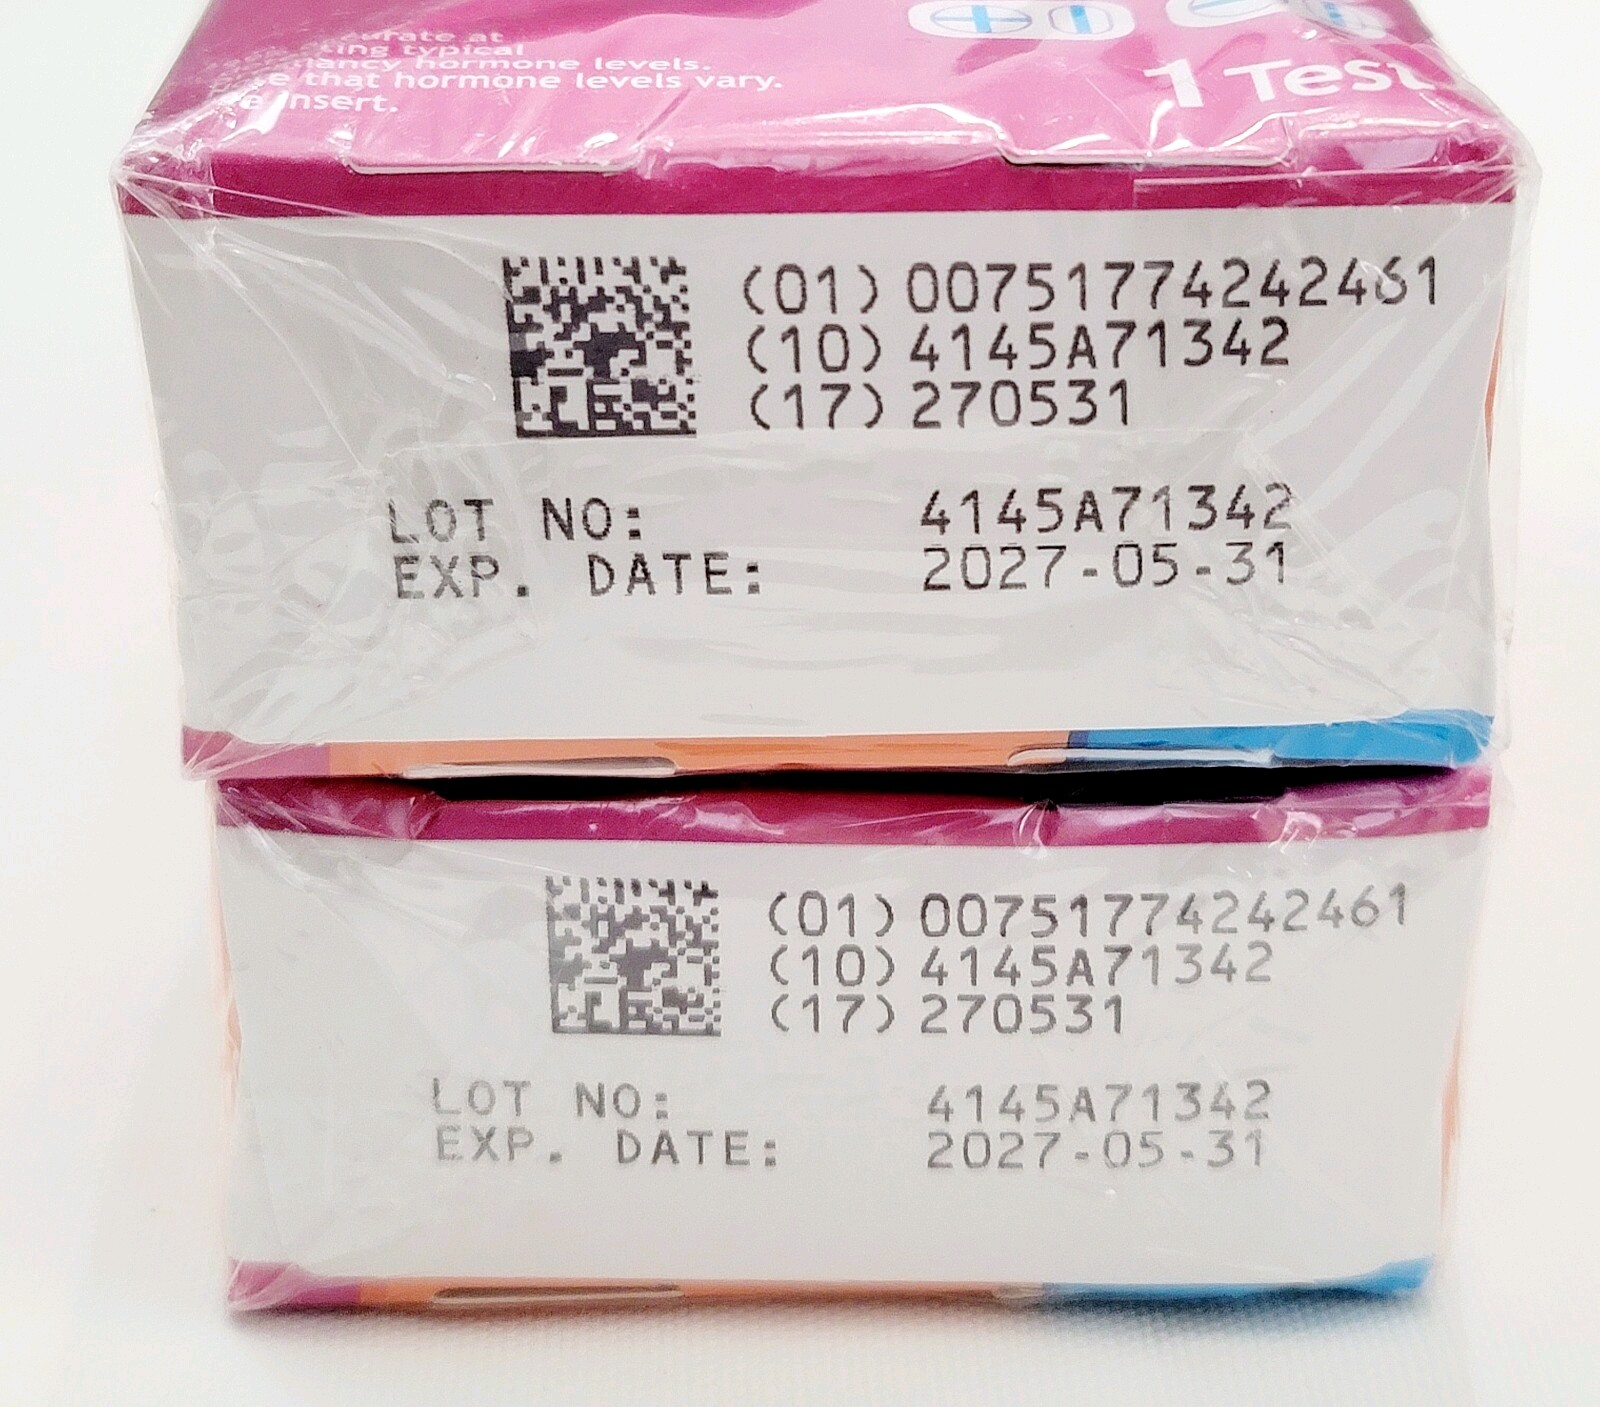 at
typical
hormone levels.
that hormone levels vary.
insert.
1 Test
(01) 00751774242461
(10) 4145A71342
(17) 270531
LOT NO: 4145A71342
EXP. DATE: 2027-05-31
(01) 00751774242461
(10) 4145A71342
(17) 270531
LOT NO: 4145A71342
EXP. DATE: 2027-05-31